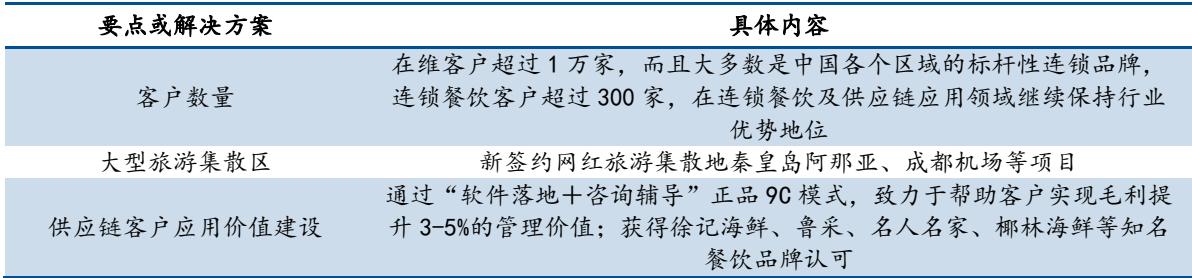 要点或解决方案 具体内容
在维客户超过 1 万家，而且大多数是中国各个区域的标杆性连锁品牌，
客户数量 连锁餐饮客户超过 300 家，在连锁餐饮及供应链应用领域继续保持行业
优势地位
大型旅游集散区 新签约网红旅游集散地秦皇岛阿那亚、成都机场等项目
通过“软件落地＋咨询辅导”正品 9C 模式，致力于帮助客户实现毛利提
供应链客户应用价值建设 升 3-5%的管理价值；获得徐记海鲜、鲁采、名人名家、椰林海鲜等知名
餐饮品牌认可